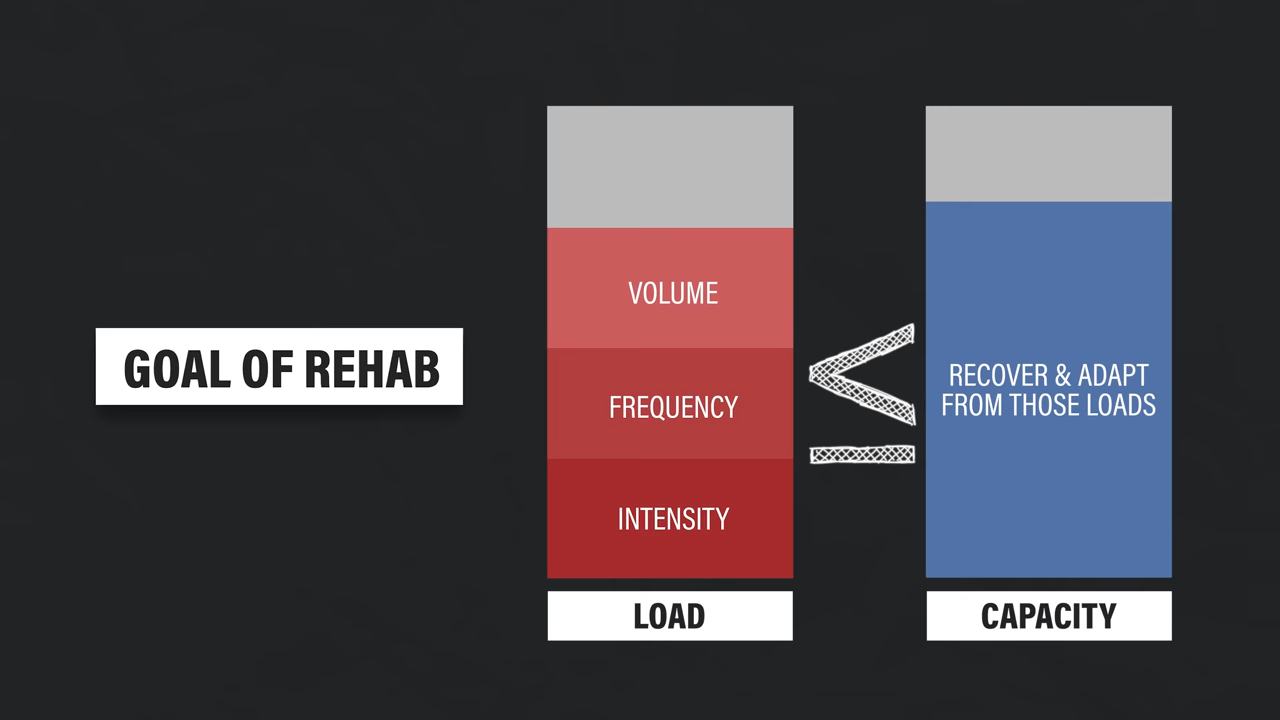 GOAL OF REHAB
VOLUME
FREQUENCY
INTENSITY
LOAD
≤
RECOVER & ADAPT
FROM THOSE LOADS
CAPACITY